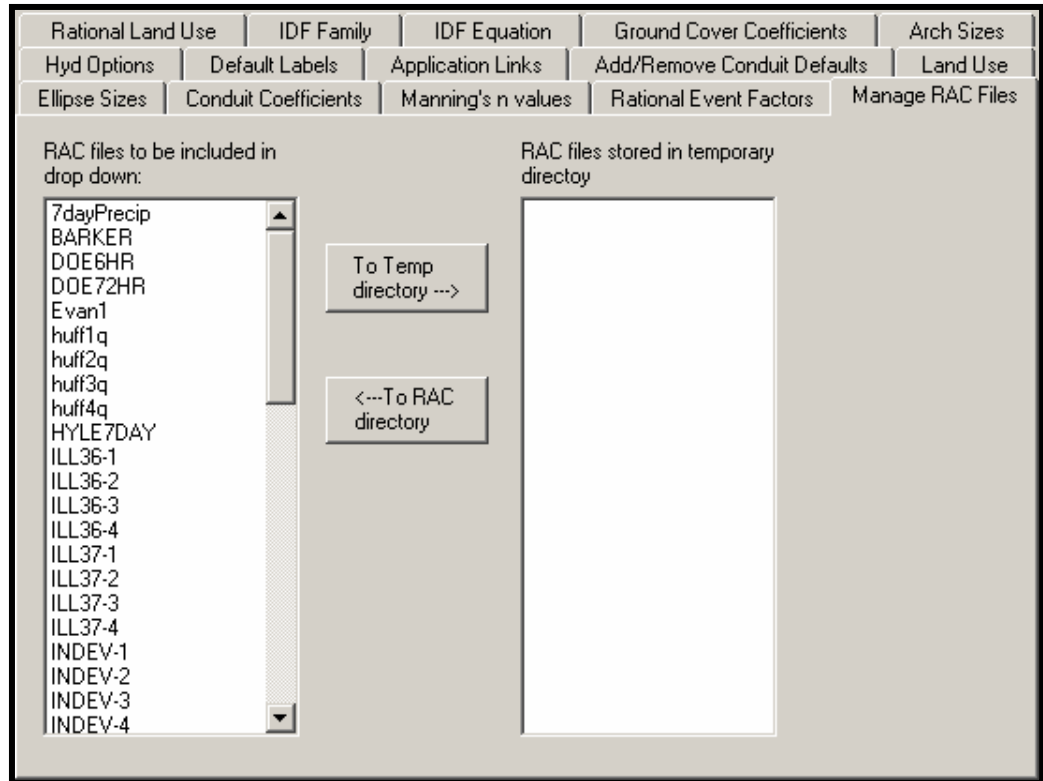 Rational Land Use IDF Family IDF Equation Ground Cover Coefficients Arch Sizes
Hyd Options Default Labels Application Links Add/Remove Conduit Defaults Land Use
Ellipse Sizes Conduit Coefficients Manning's n values Rational Event Factors Manage RAC Files
RAC files to be included in
drop down:
7dayPrecip
BARKER
DOE6HR
DOE72HR
Evan1
huff1q
huff2q
huff3q
huff4q
HYLE7DAY
ILL36-1
ILL36-2
ILL36-3
ILL36-4
ILL37-1
ILL37-2
ILL37-3
ILL37-4
INDEV-1
INDEV-2
INDEV-3
INDEV-4
To Temp
directory --->
<---To RAC
directory
RAC files stored in temporary
directoy